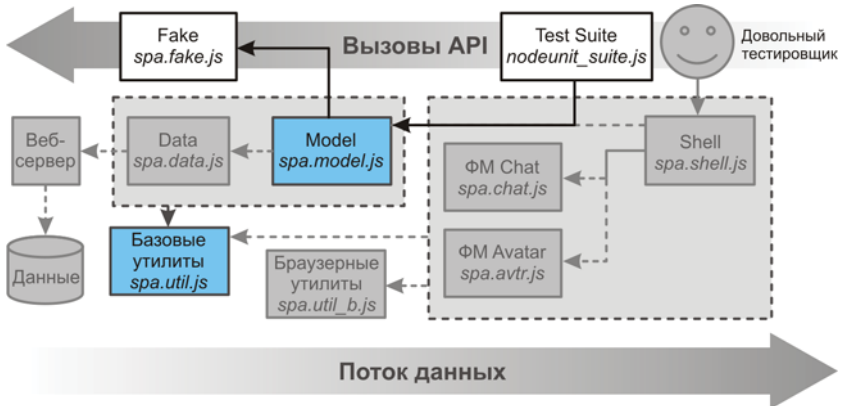 Fake
spa.fake.js
Вызовы API
Test Suite
nodeunit_suite.js
Довольный
тестировщик
Веб-
сервер
Data
spa.data.js
Model
spa.model.js
Shell
spa.shell.js
ФМ Chat
spa.chat.js
Данные
Базовые
утилиты
spa.util.js
Браузерные
утилиты
spa.util_b.js
ФМ Avatar
spa.avtr.js
Поток данных